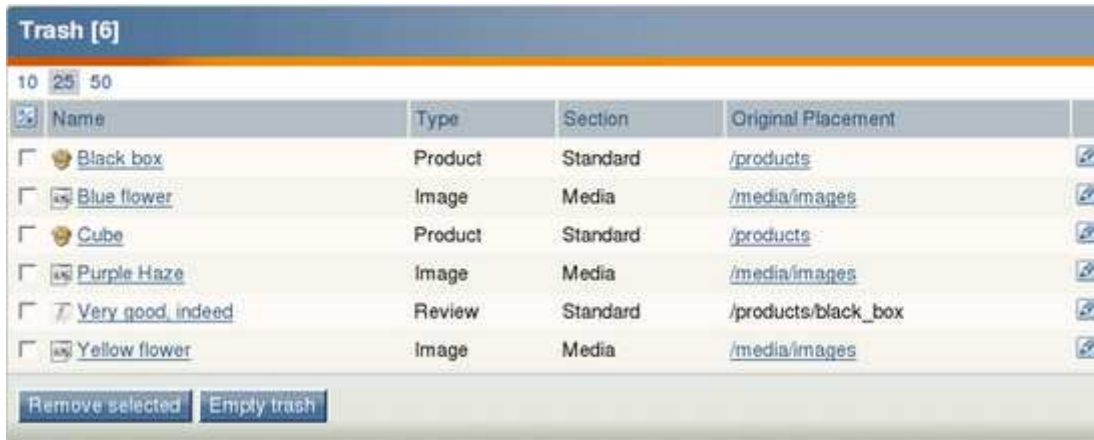 Trash [6]
10 25 50
Name Type Section Original Placement
Black box Product Standard /products
Blue flower Image Media /media/images
Cube Product Standard /products
Purple Haze Image Media /media/images
Very good, indeed Review Standard /products/black_box
Yellow flower Image Media /media/images
Remove selected Empty trash